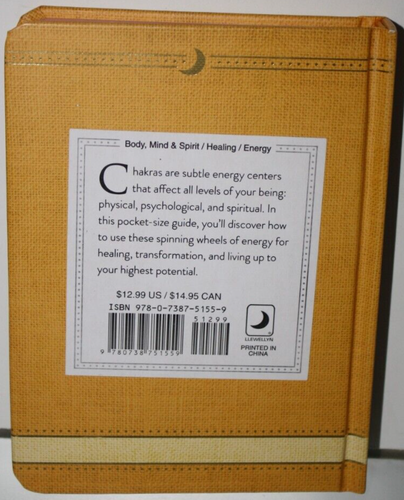 Body, Mind & Spirit / Healing / Energy
Chakras are subtle energy centers
that affect all levels of your being:
physical, psychological, and spiritual. In
this pocket-size guide, you'll discover how
to use these spinning wheels of energy for
healing, transformation, and living up to
your highest potential.
$12.99 US / $14.95 CAN
ISBN 978-0-7387-5155-9
51299
9 780738 751559
LLEWELLYN
PRINTED IN
CHINA